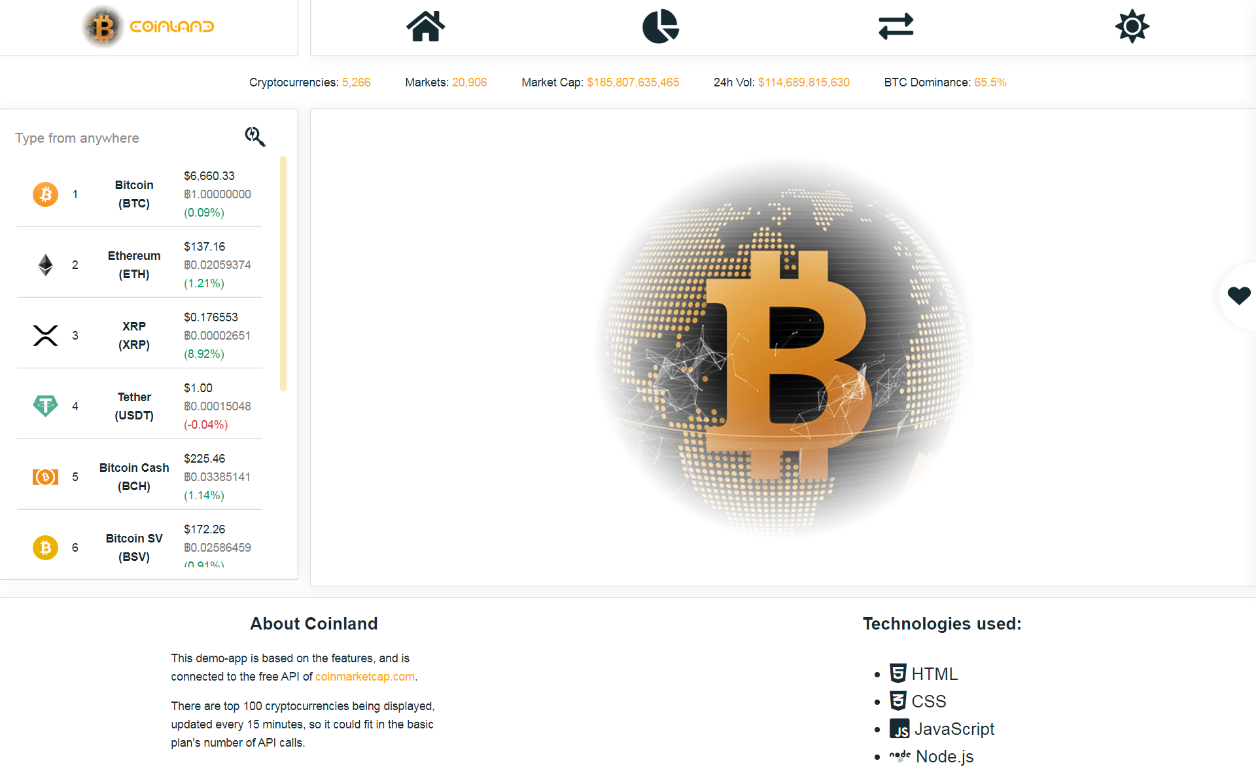 COINLAND
Cryptocurrencies: 5,266 Markets: 20,906 Market Cap: $185,807,635,465 24h Vol: $114,689,815,630 BTC Dominance: 65.5%
Type from anywhere
1 Bitcoin (BTC) $6,660.33 ฿1.00000000 (0.09%)
2 Ethereum (ETH) $137.16 ฿0.02059374 (1.21%)
3 XRP (XRP) $0.176553 ฿0.00002651 (8.92%)
4 Tether (USDT) $1.00 ฿0.00015048 (-0.04%)
5 Bitcoin Cash (BCH) $225.46 ฿0.03385141 (1.14%)
6 Bitcoin SV (BSV) $172.26 ฿0.02586459 (0.91%)
About Coinland
This demo-app is based on the features, and is
connected to the free API of coinmarketcap.com.
There are top 100 cryptocurrencies being displayed,
updated every 15 minutes, so it could fit in the basic
plan's number of API calls.
Technologies used:
HTML
CSS
JS JavaScript
node Node.js